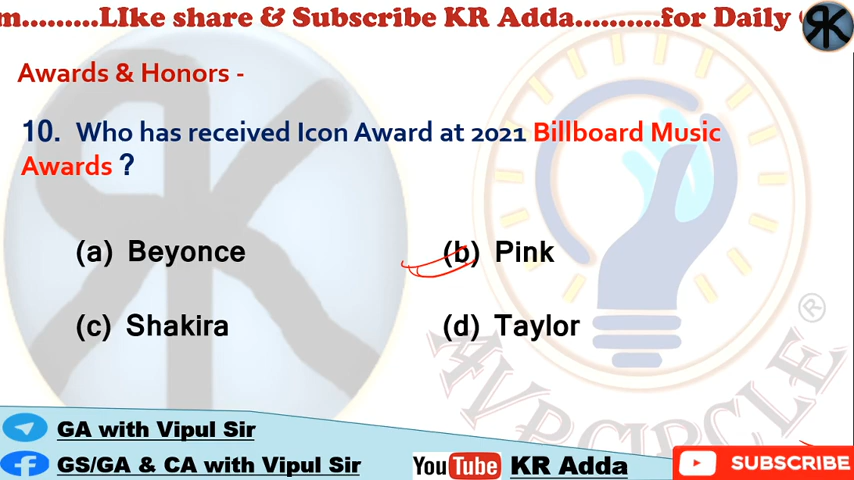 m.........LIke share & Subscribe KR Adda..........for Daily
Awards & Honors -
10. Who has received Icon Award at 2021 Billboard Music
Awards ?
(a) Beyonce
(b) Pink
(c) Shakira
(d) Taylor
AVPCIRCLE®
GA with Vipul Sir
GS/GA & CA with Vipul Sir
YouTube KR Adda
SUBSCRIBE